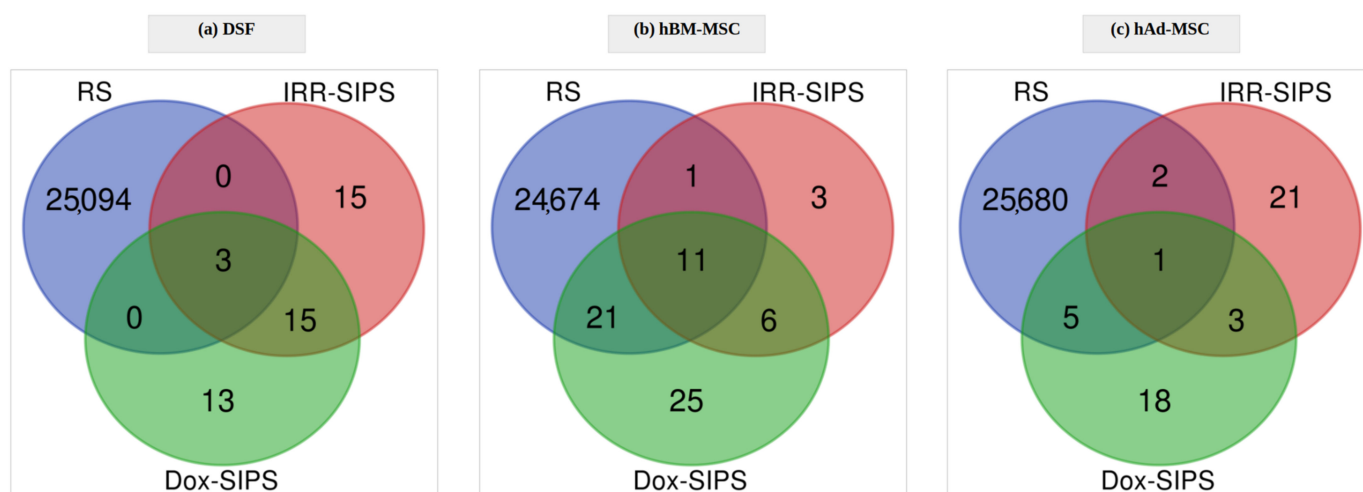 (a) DSF
(b) hBM-MSC
(c) hAd-MSC
RS
IRR-SIPS
25,094
0
15
3
0
15
13
Dox-SIPS
RS
IRR-SIPS
24,674
1
3
11
21
6
25
Dox-SIPS
RS
IRR-SIPS
25,680
2
21
1
5
3
18
Dox-SIPS